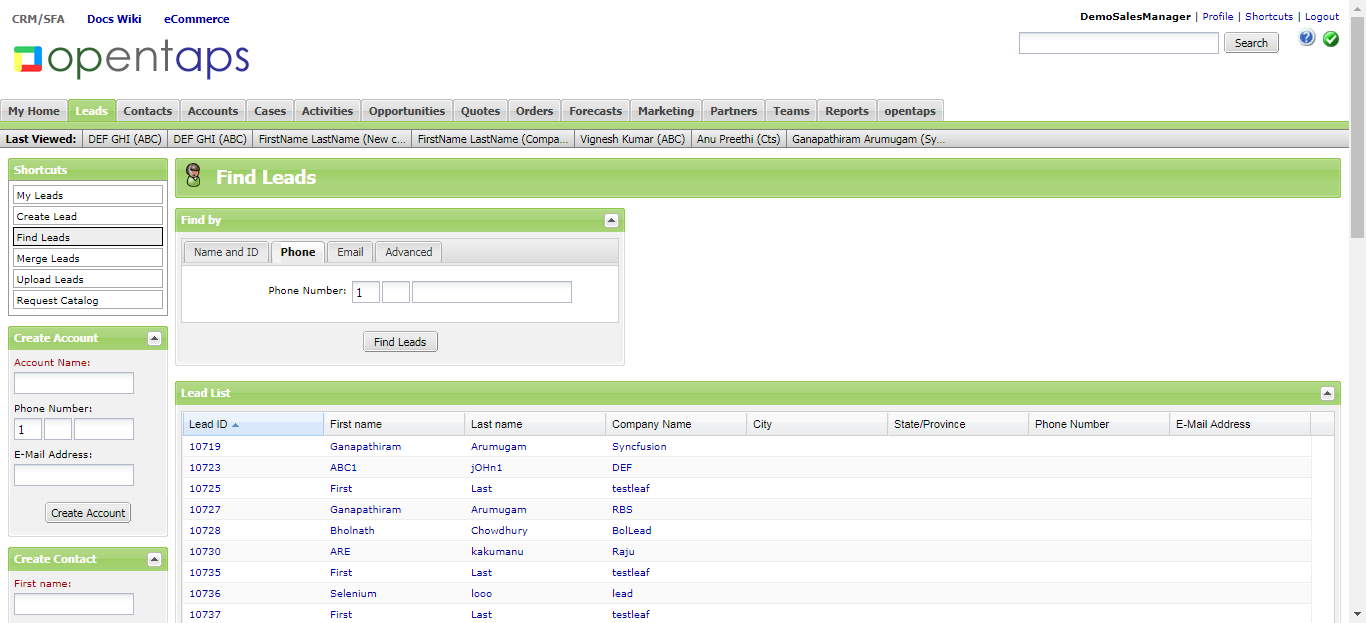 CRM/SFA Docs Wiki eCommerce
DemoSalesManager | Profile | Shortcuts | Logout
opentaps
Search
My Home Leads Contacts Accounts Cases Activities Opportunities Quotes Orders Forecasts Marketing Partners Teams Reports opentaps
Last Viewed: DEF GHI (ABC) DEF GHI (ABC) FirstName LastName (New c... FirstName LastName (Compa... Vignesh Kumar (ABC) Anu Preethi (Cts) Ganapathiram Arumugam (Sy...
Shortcuts
My Leads
Create Lead
Find Leads
Merge Leads
Upload Leads
Request Catalog
Create Account
Account Name:
Phone Number:
1
E-Mail Address:
Create Account
Create Contact
First name:
Find Leads
Find by
Name and ID Phone Email Advanced
Phone Number: 1
Find Leads
Lead List
Lead ID First name Last name Company Name City State/Province Phone Number E-Mail Address
10719 Ganapathiram Arumugam Syncfusion
10723 ABC1 jOHn1 DEF
10725 First Last testleaf
10727 Ganapathiram Arumugam RBS
10728 Bholnath Chowdhury BolLead
10730 ARE kakumanu Raju
10735 First Last testleaf
10736 Selenium looo lead
10737 First Last testleaf